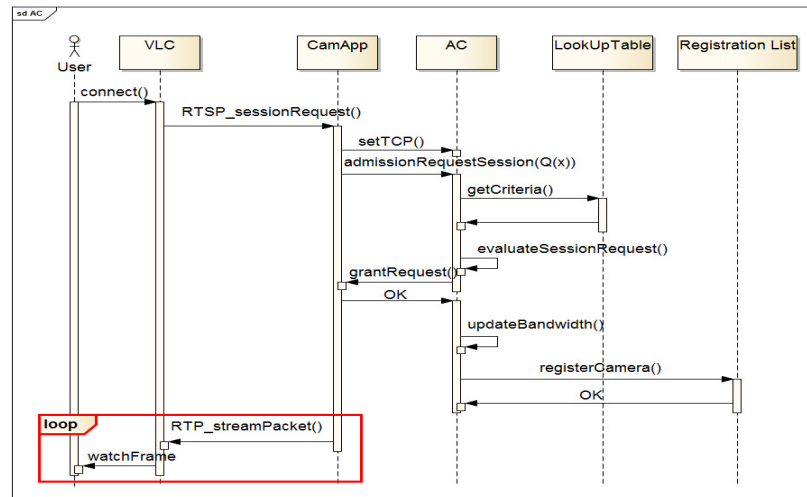 sd AC
User
VLC
CamApp
AC
LookUpTable
Registration List
connect()
RTSP_sessionRequest()
setTCP()
admissionRequestSession(Q(x))
getCriteria()
evaluateSessionRequest()
grantRequest()
OK
updateBandwidth()
registerCamera()
OK
loop
RTP_streamPacket()
watchFrame